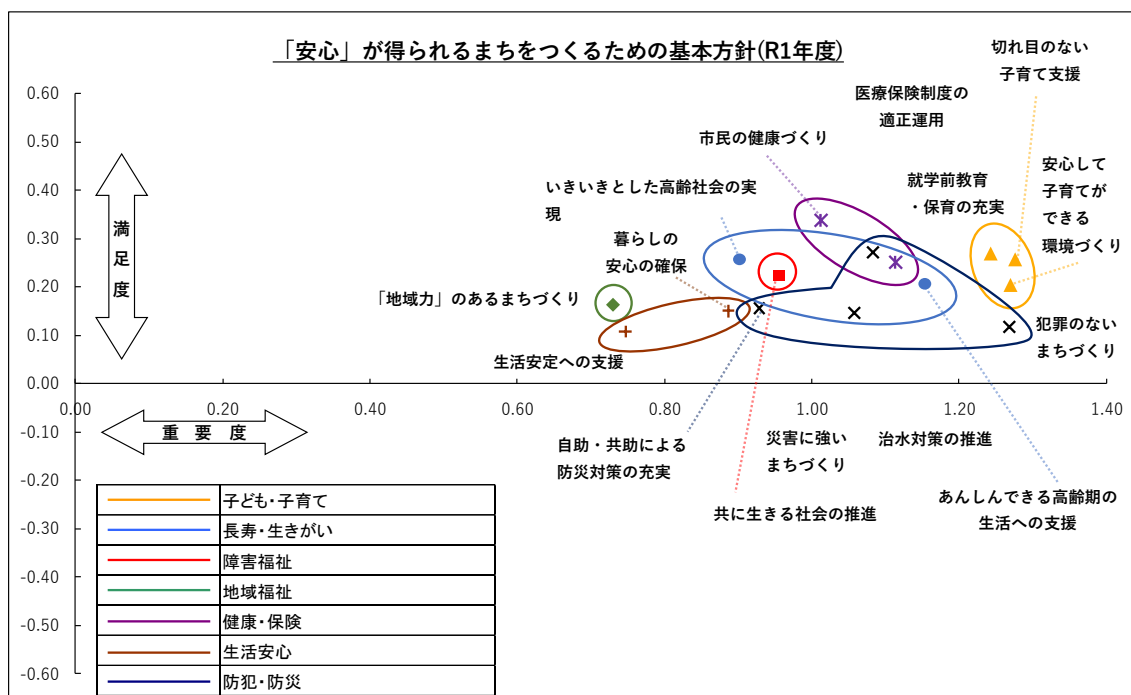 「安心」が得られるまちをつくるための基本方針(R1年度)
切れ目のない
子育て支援
医療保険制度の
適正運用
市民の健康づくり
安心して
子育てが
できる
環境づくり
就学前教育
・保育の充実
いきいきとした高齢社会の実
現
暮らしの
安心の確保
「地域力」のあるまちづくり
生活安定への支援
犯罪のない
まちづくり
自助・共助による
防災対策の充実
災害に強い
まちづくり
治水対策の推進
共に生きる社会の推進
あんしんできる高齢期の
生活への支援
満足度
重要度
0.60
0.50
0.40
0.30
0.20
0.10
0.00
-0.10
-0.20
-0.30
-0.40
-0.50
-0.60
0.00
0.20
0.40
0.60
0.80
1.00
1.20
1.40
子ども・子育て
長寿・生きがい
障害福祉
地域福祉
健康・保険
生活安心
防犯・防災